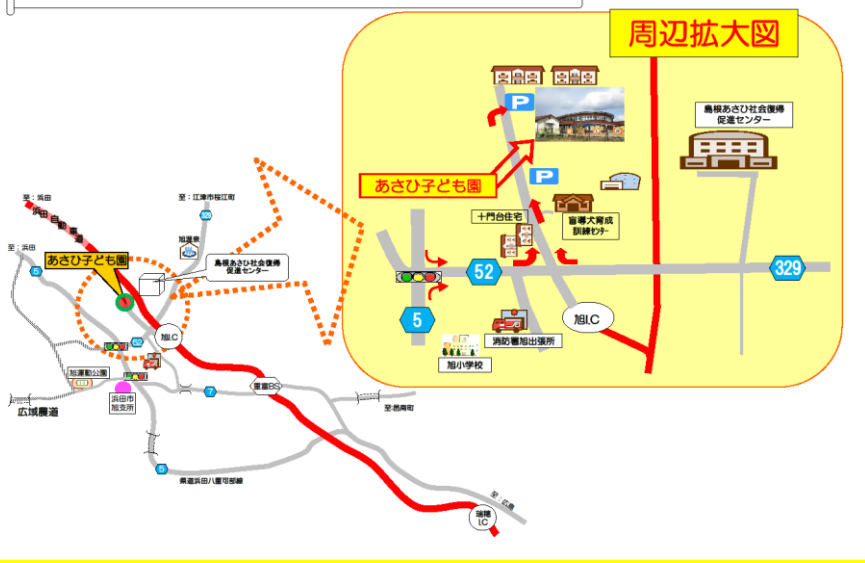 周辺拡大図
島根あさひ社会復帰
促進センター
P
あさひ子ども園
P
十門台住宅
盲導犬育成
訓練センター
52
329
5
旭I.C
消防署旭出張所
旭小学校
至：浜田
浜田自動車道
至：江津市桜江町
329
旭温泉
至：浜田
5
あさひ子ども園
島根あさひ社会復帰
促進センター
52
旭I.C
旭運動公園
浜田市
旭支所
広域農道
7
重富BS
至:邑南町
5
県道浜田八重可部線
至：広島
瑞穂
I.C